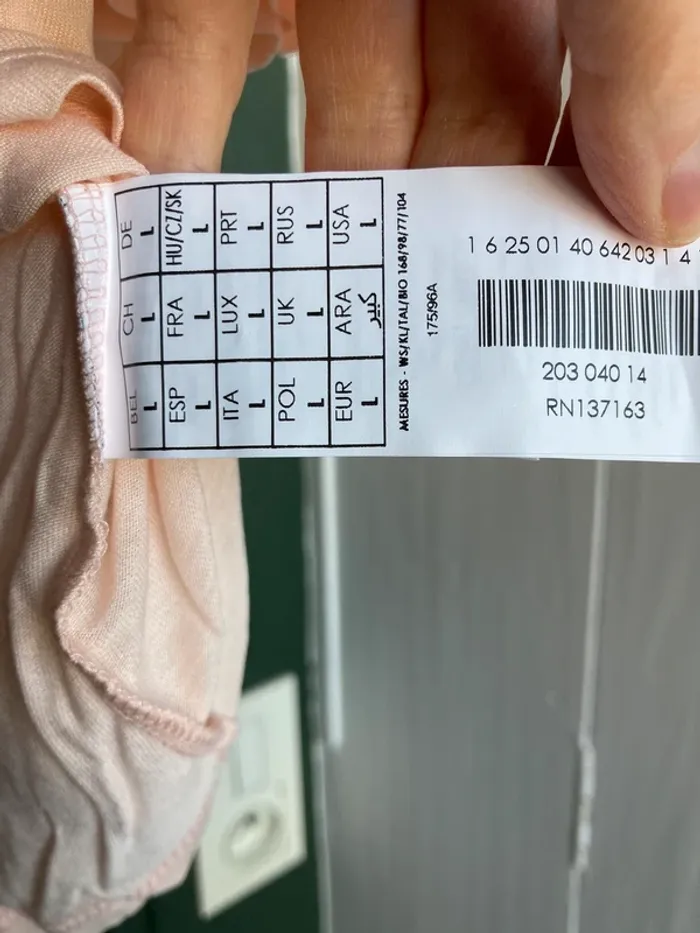 BEL CH DE
L L L
ESP FRA HU/CZ/SK
L L L
ITA LUX PRT
L L L
POL UK RUS
L L L
EUR ARA USA
L كبير L
MESURES - WS/KL/TAL/BIO 168/98/77/104
175/96A
1 6 25 01 40 642 03 1 4
203 040 14
RN137163